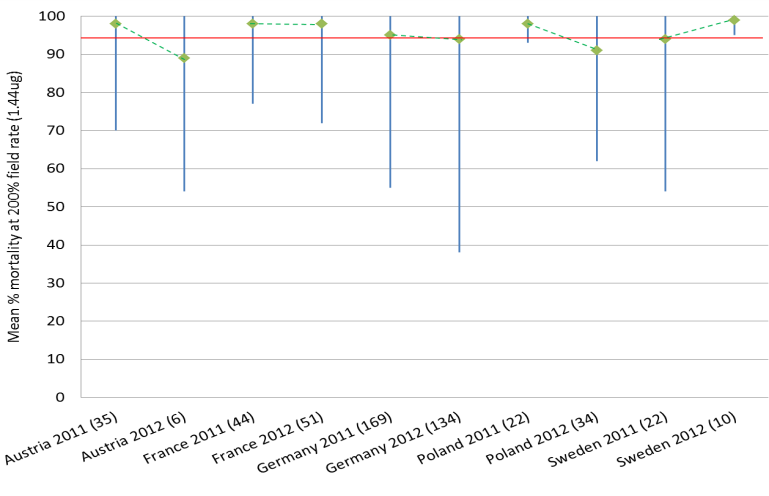 Mean % mortality at 200% field rate (1.44ug)
100
90
80
70
60
50
40
30
20
10
0
Austria 2011 (35)
Austria 2012 (6)
France 2011 (44)
France 2012 (51)
Germany 2011 (169)
Germany 2012 (134)
Poland 2011 (22)
Poland 2012 (34)
Sweden 2011 (22)
Sweden 2012 (10)